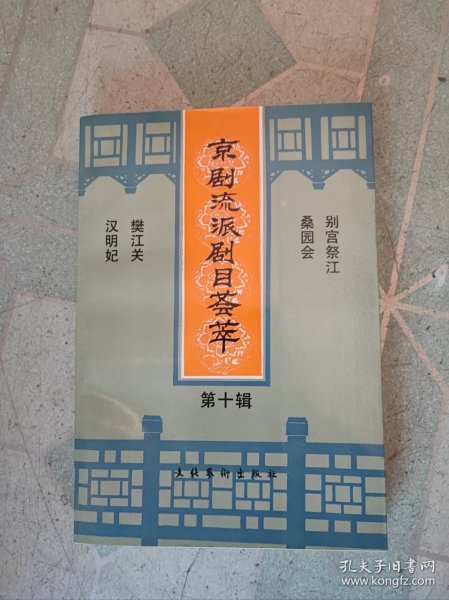 京剧流派剧目荟萃
别宫祭江
桑园会
樊江关
汉明妃
第十辑
文化艺术出版社
孔夫子旧书网
www.kongfz.com